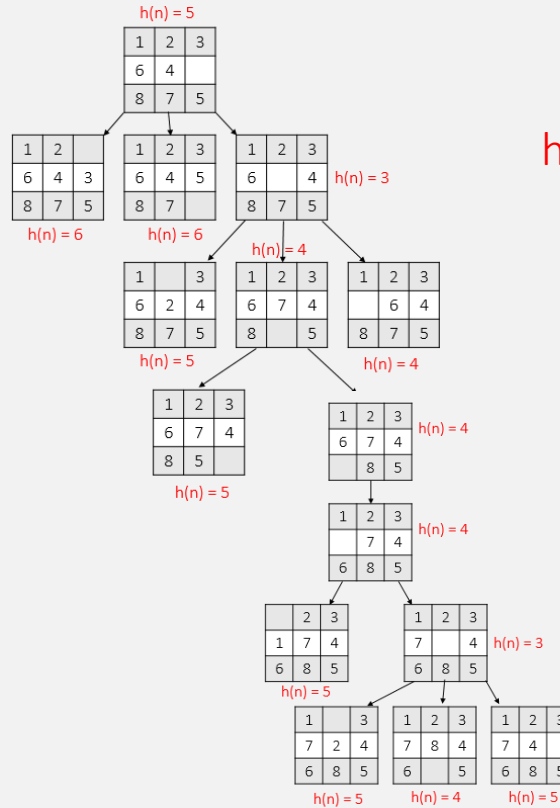 h(n) = 5
1 2 3
6 4
8 7 5
h
1 2
6 4 3
8 7 5
h(n) = 6
1 2 3
6 4 5
8 7
h(n) = 6
1 2 3
6 4
8 7 5
h(n) = 3
1 3
6 2 4
8 7 5
h(n) = 5
h(n) = 4
1 2 3
6 7 4
8 5
1 2 3
6 4
8 7 5
h(n) = 4
1 2 3
6 7 4
8 5
h(n) = 5
1 2 3
6 7 4
8 5
h(n) = 4
1 2 3
7 4
6 8 5
h(n) = 4
2 3
1 7 4
6 8 5
h(n) = 5
1 2 3
7 4
6 8 5
h(n) = 3
1 3
7 2 4
6 8 5
h(n) = 5
1 2 3
7 8 4
6 5
h(n) = 4
1 2 3
7 4
6 8 5
h(n) = 5